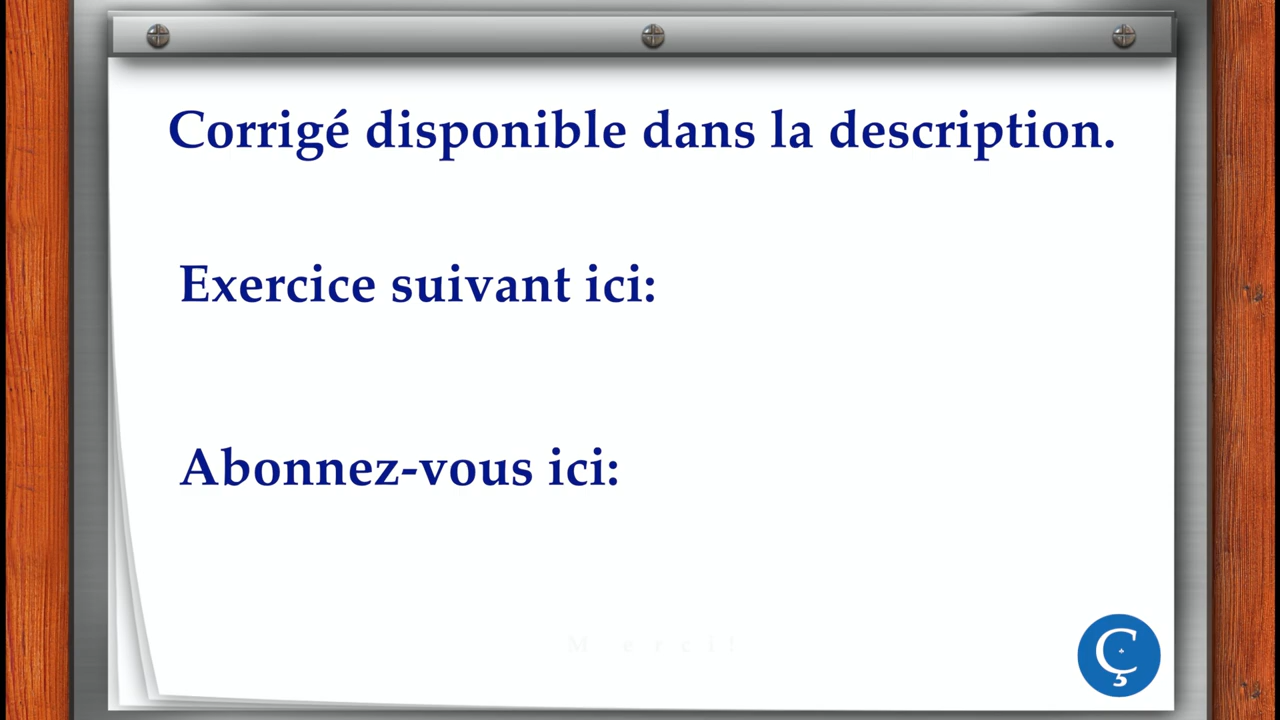 Corrigé disponible dans la description.
Exercice suivant ici:
Abonnez-vous ici:
M e r c i !
Ç